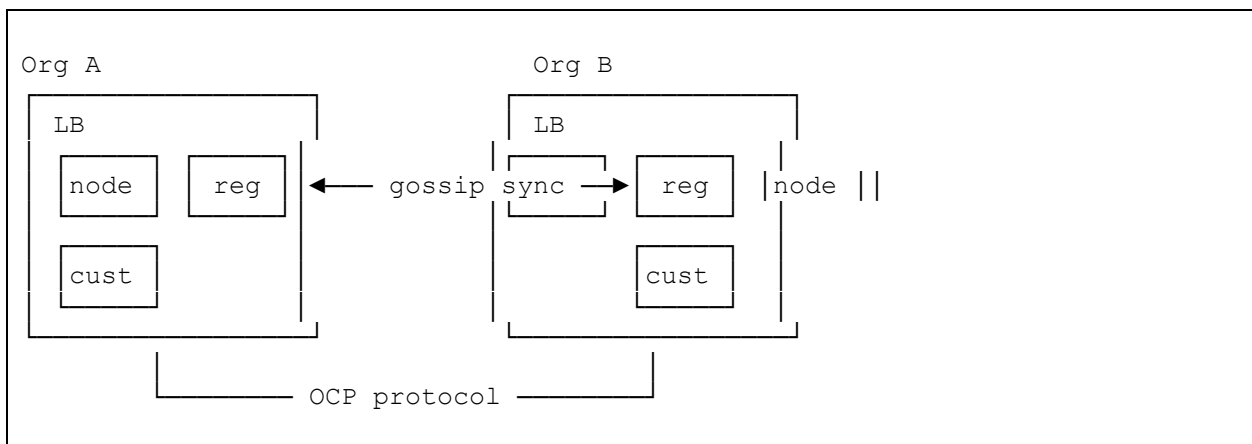 Org A Org B
LB LB
node reg ◄── gossip sync ──► reg |node ||
cust cust
OCP protocol